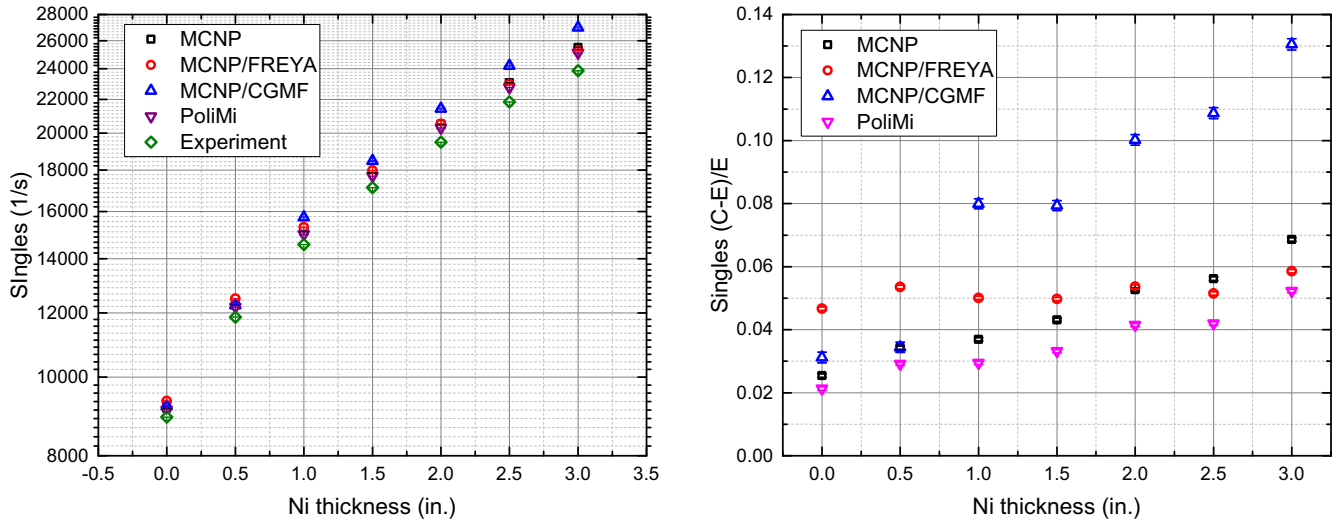 28000
26000
24000
22000
20000
18000
16000
14000
12000
10000
8000
SIngles (1/s)
MCNP
MCNP/FREYA
MCNP/CGMF
PoliMi
Experiment
-0.5 0.0 0.5 1.0 1.5 2.0 2.5 3.0 3.5
Ni thickness (in.)
0.14
0.12
0.10
0.08
0.06
0.04
0.02
0.00
Singles (C-E)/E
MCNP
MCNP/FREYA
MCNP/CGMF
PoliMi
0.0 0.5 1.0 1.5 2.0 2.5 3.0
Ni thickness (in.)